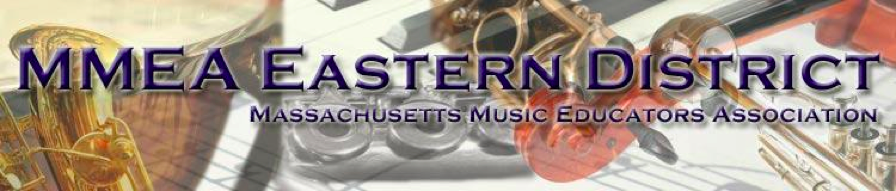 MMEA Eastern District
Massachusetts Music Educators Association